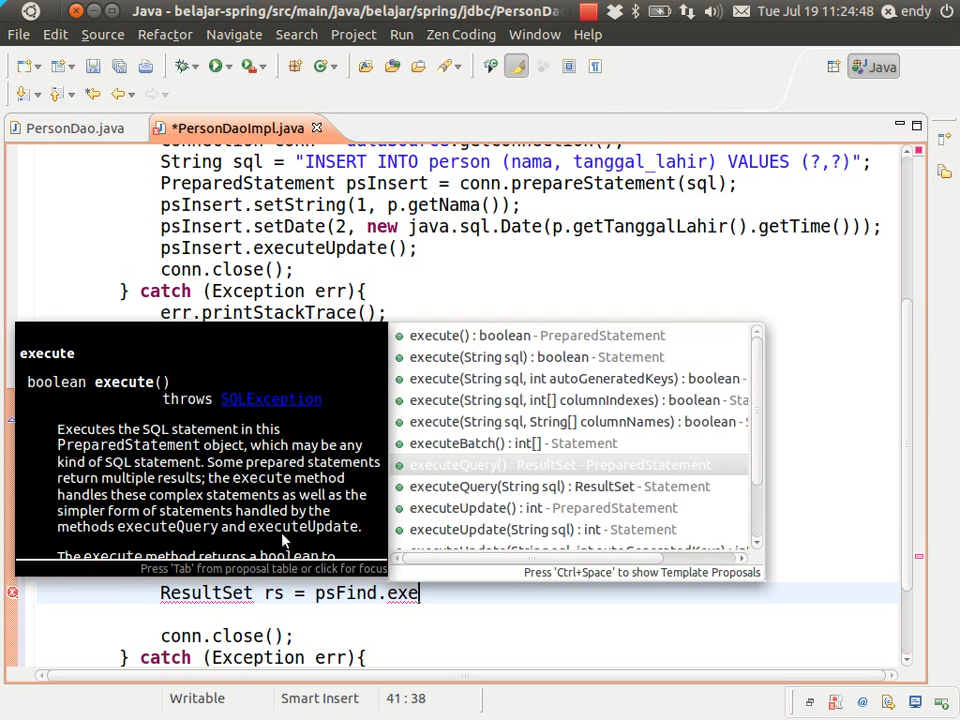 Java - belajar-spring/src/main/java/belajar/spring/jdbc/PersonDa
Tue Jul 19 11:24:48
endy
File Edit Source Refactor Navigate Search Project Run Zen Coding Window Help
Java
PersonDao.java
*PersonDaoImpl.java
String sql = "INSERT INTO person (nama, tanggal_lahir) VALUES (?,?)";
PreparedStatement psInsert = conn.prepareStatement(sql);
psInsert.setString(1, p.getNama());
psInsert.setDate(2, new java.sql.Date(p.getTanggalLahir().getTime()));
psInsert.executeUpdate();
conn.close();
} catch (Exception err){
err.printStackTrace();
execute
boolean execute()
throws SQLException
Executes the SQL statement in this
PreparedStatement object, which may be any
kind of SQL statement. Some prepared statements
return multiple results; the execute method
handles these complex statements as well as the
simpler form of statements handled by the
methods executeQuery and executeUpdate.
The execute method returns a boolean to
Press 'Tab' from proposal table or click for focus
execute() : boolean - PreparedStatement
execute(String sql) : boolean - Statement
execute(String sql, int autoGeneratedKeys) : boolean -
execute(String sql, int[] columnIndexes) : boolean - Sta
execute(String sql, String[] columnNames) : boolean -
executeBatch() : int[] - Statement
executeQuery() : ResultSet - PreparedStatement
executeQuery(String sql) : ResultSet - Statement
executeUpdate() : int - PreparedStatement
executeUpdate(String sql) : int - Statement
Press 'Ctrl+Space' to show Template Proposals
ResultSet rs = psFind.exe
conn.close();
} catch (Exception err){
Writable
Smart Insert
41 : 38